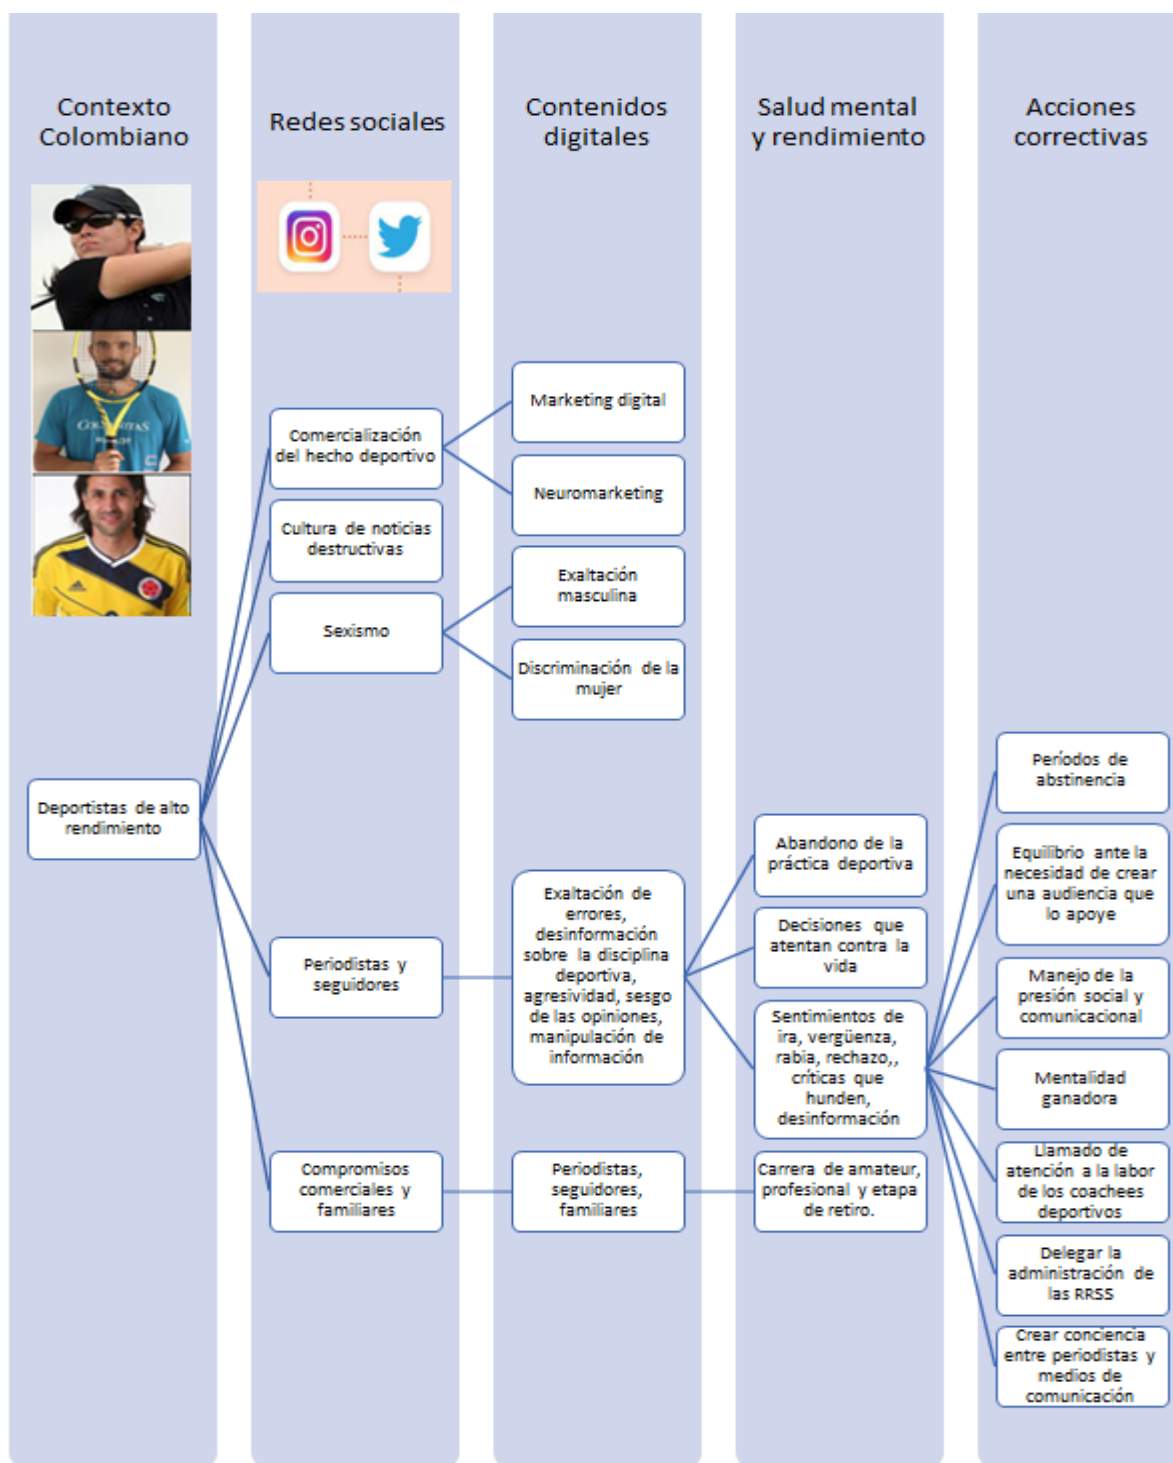 Contexto
Colombiano
Redes sociales
Contenidos
digitales
Salud mental
y rendimiento
Acciones
correctivas
Deportistas de alto
rendimiento
Comercialización
del hecho deportivo
Cultura de noticias
destructivas
Sexismo
Periodistas y
seguidores
Compromisos
comerciales y
familiares
Marketing digital
Neuromarketing
Exaltación
masculina
Discriminación de la
mujer
Exaltación de
errores,
desinformación
sobre la disciplina
deportiva,
agresividad, sesgo
de las opiniones,
manipulación de
información
Periodistas,
seguidores,
familiares
Abandono de la
práctica deportiva
Decisiones que
atentan contra la
vida
Sentimientos de
ira, vergüenza,
rabia, rechazo,,
críticas que
hunden,
desinformación
Carrera de amateur,
profesional y etapa
de retiro.
Períodos de
abstinencia
Equilibrio ante la
necesidad de crear
una audiencia que
lo apoye
Manejo de la
presión social y
comunicacional
Mentalidad
ganadora
Llamado de
atención a la labor
de los coachees
deportivos
Delegar la
administración de
las RRSS
Crear conciencia
entre periodistas y
medios de
comunicación